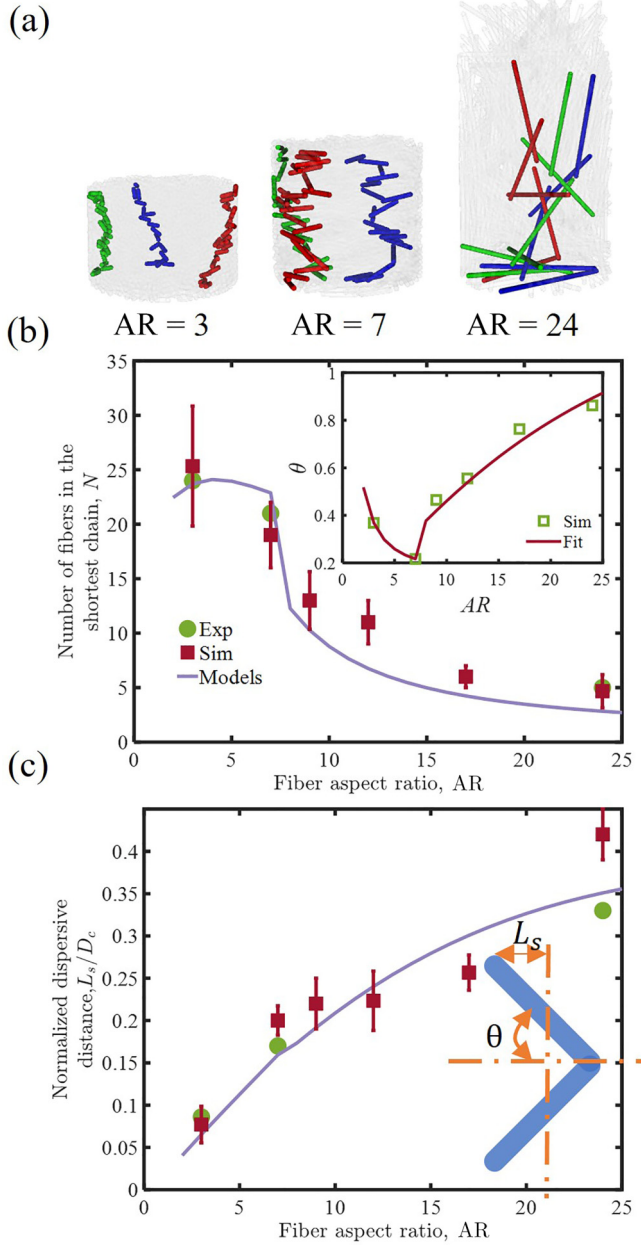 (a)
AR = 3
AR = 7
AR = 24
(b)
Number of fibers in the
shortest chain, N
35
30
25
20
15
10
5
0
0 5 10 15 20 25
Fiber aspect ratio, AR
Exp
Sim
Models
θ
1
0.8
0.6
0.4
0.2
0 5 10 15 20 25
AR
Sim
Fit
(c)
Normalized dispersive
distance,Ls/Dc
0.4
0.35
0.3
0.25
0.2
0.15
0.1
0.05
0
0 5 10 15 20 25
Fiber aspect ratio, AR
Ls
θ